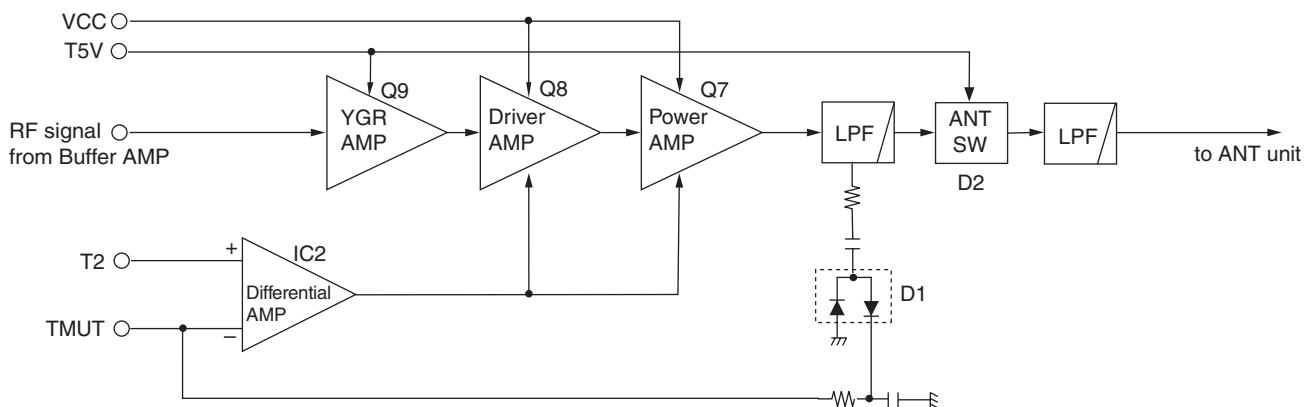 VCC
T5V
Q9
Q8
Q7
RF signal
from Buffer AMP
YGR
AMP
Driver
AMP
Power
AMP
LPF
ANT
SW
D2
LPF
to ANT unit
T2
+
IC2
Differential
AMP
TMUT
–
D1